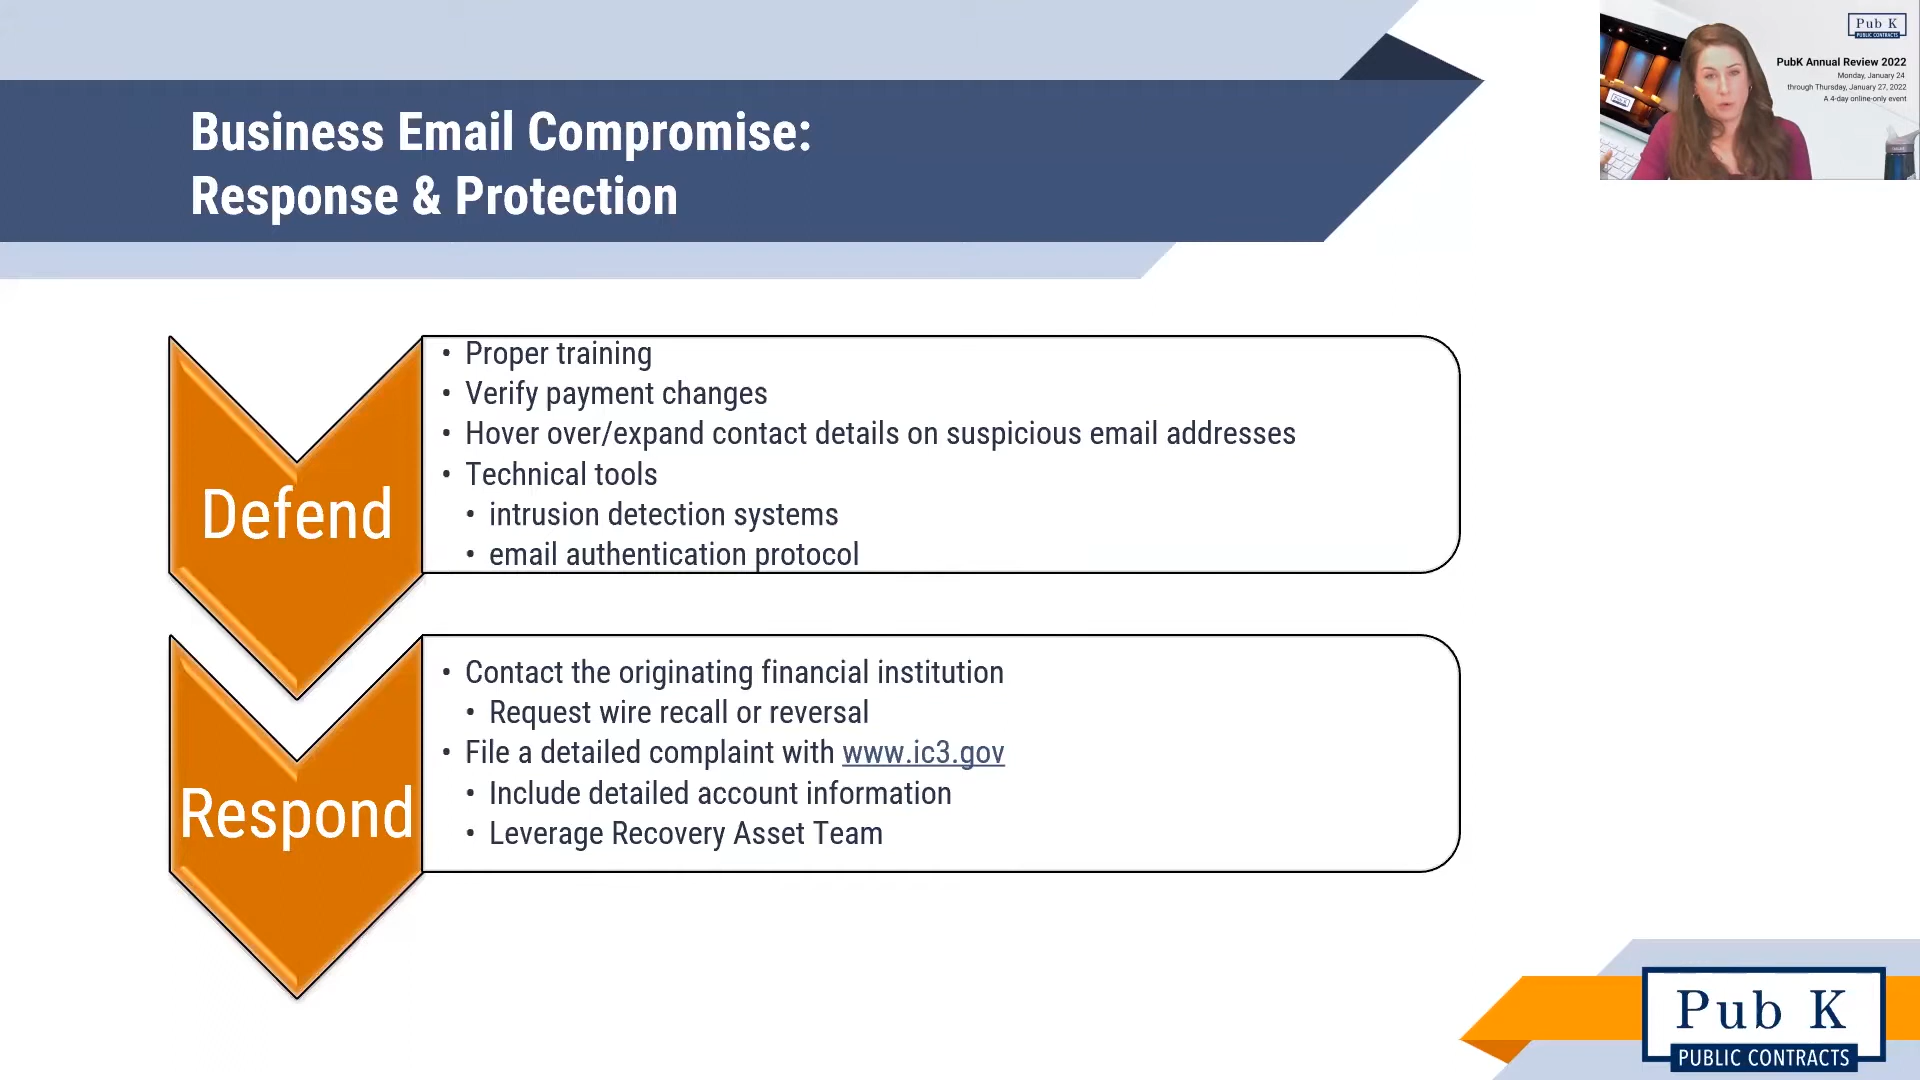 Business Email Compromise:
Response & Protection
Pub K
PUBLIC CONTRACTS
PubK Annual Review 2022
Monday, January 24
through Thursday, January 27, 2022
A 4-day online-only event
Defend
• Proper training
• Verify payment changes
• Hover over/expand contact details on suspicious email addresses
• Technical tools
• intrusion detection systems
• email authentication protocol
Respond
• Contact the originating financial institution
• Request wire recall or reversal
• File a detailed complaint with www.ic3.gov
• Include detailed account information
• Leverage Recovery Asset Team
Pub K
PUBLIC CONTRACTS